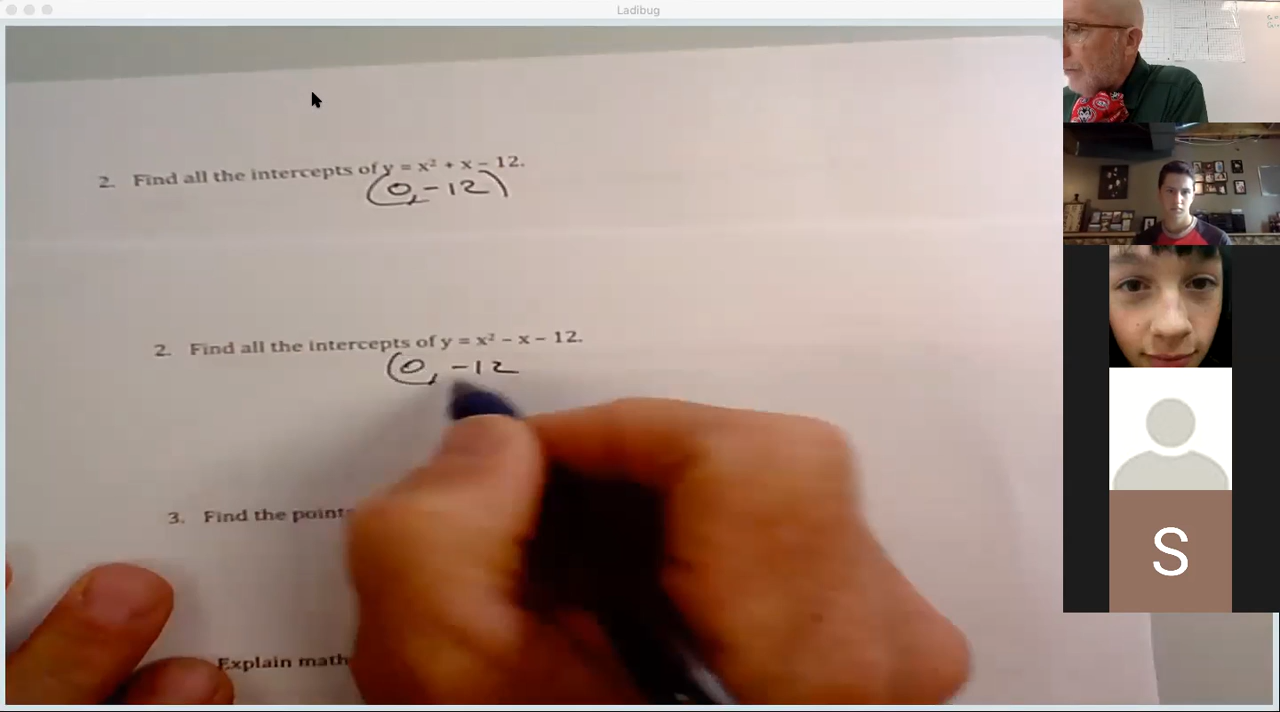 Ladibug
2. Find all the intercepts of y = x² + x - 12.
(0, -12)
2. Find all the intercepts of y = x² - x - 12.
(0, -12
3. Find the point
Explain math
S